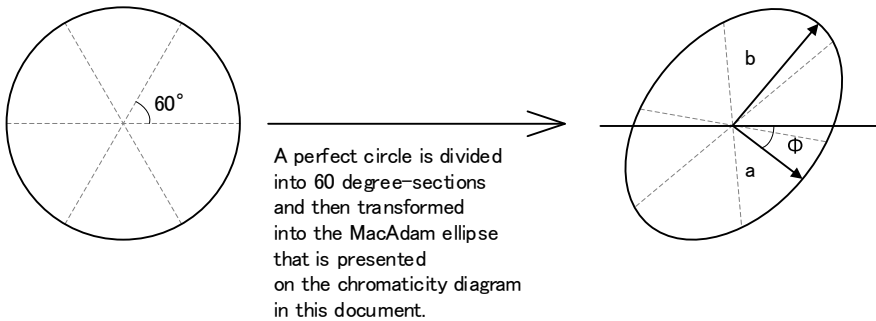 60°
A perfect circle is divided
into 60 degree-sections
and then transformed
into the MacAdam ellipse
that is presented
on the chromaticity diagram
in this document.
b
Φ
a